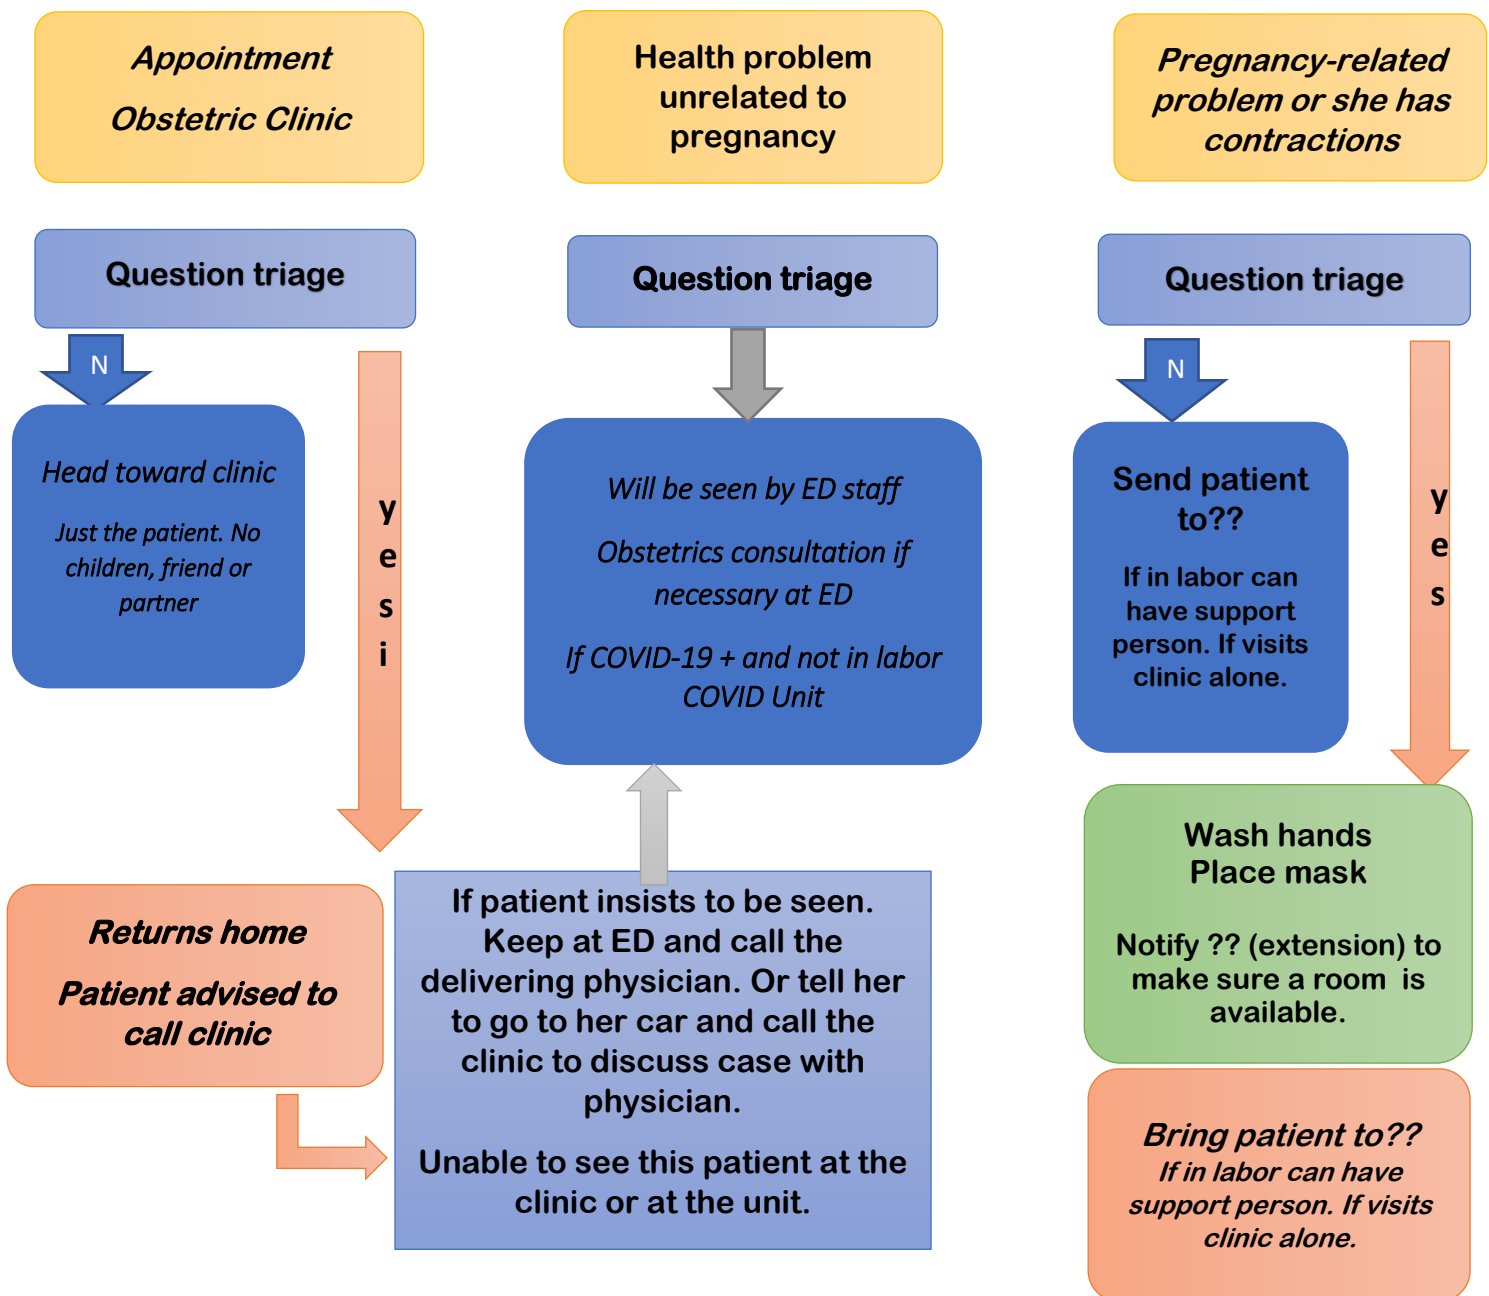 Appointment
Obstetric Clinic
Health problem
unrelated to
pregnancy
Pregnancy-related
problem or she has
contractions
Question triage
Question triage
Question triage
N
N
Head toward clinic
Just the patient. No
children, friend or
partner
y
e
s
i
Will be seen by ED staff
Obstetrics consultation if
necessary at ED
If COVID-19 + and not in labor
COVID Unit
Send patient
to??
If in labor can
have support
person. If visits
clinic alone.
y
e
s
Returns home
Patient advised to
call clinic
If patient insists to be seen.
Keep at ED and call the
delivering physician. Or tell her
to go to her car and call the
clinic to discuss case with
physician.
Unable to see this patient at the
clinic or at the unit.
Wash hands
Place mask
Notify ?? (extension) to
make sure a room is
available.
Bring patient to??
If in labor can have
support person. If visits
clinic alone.